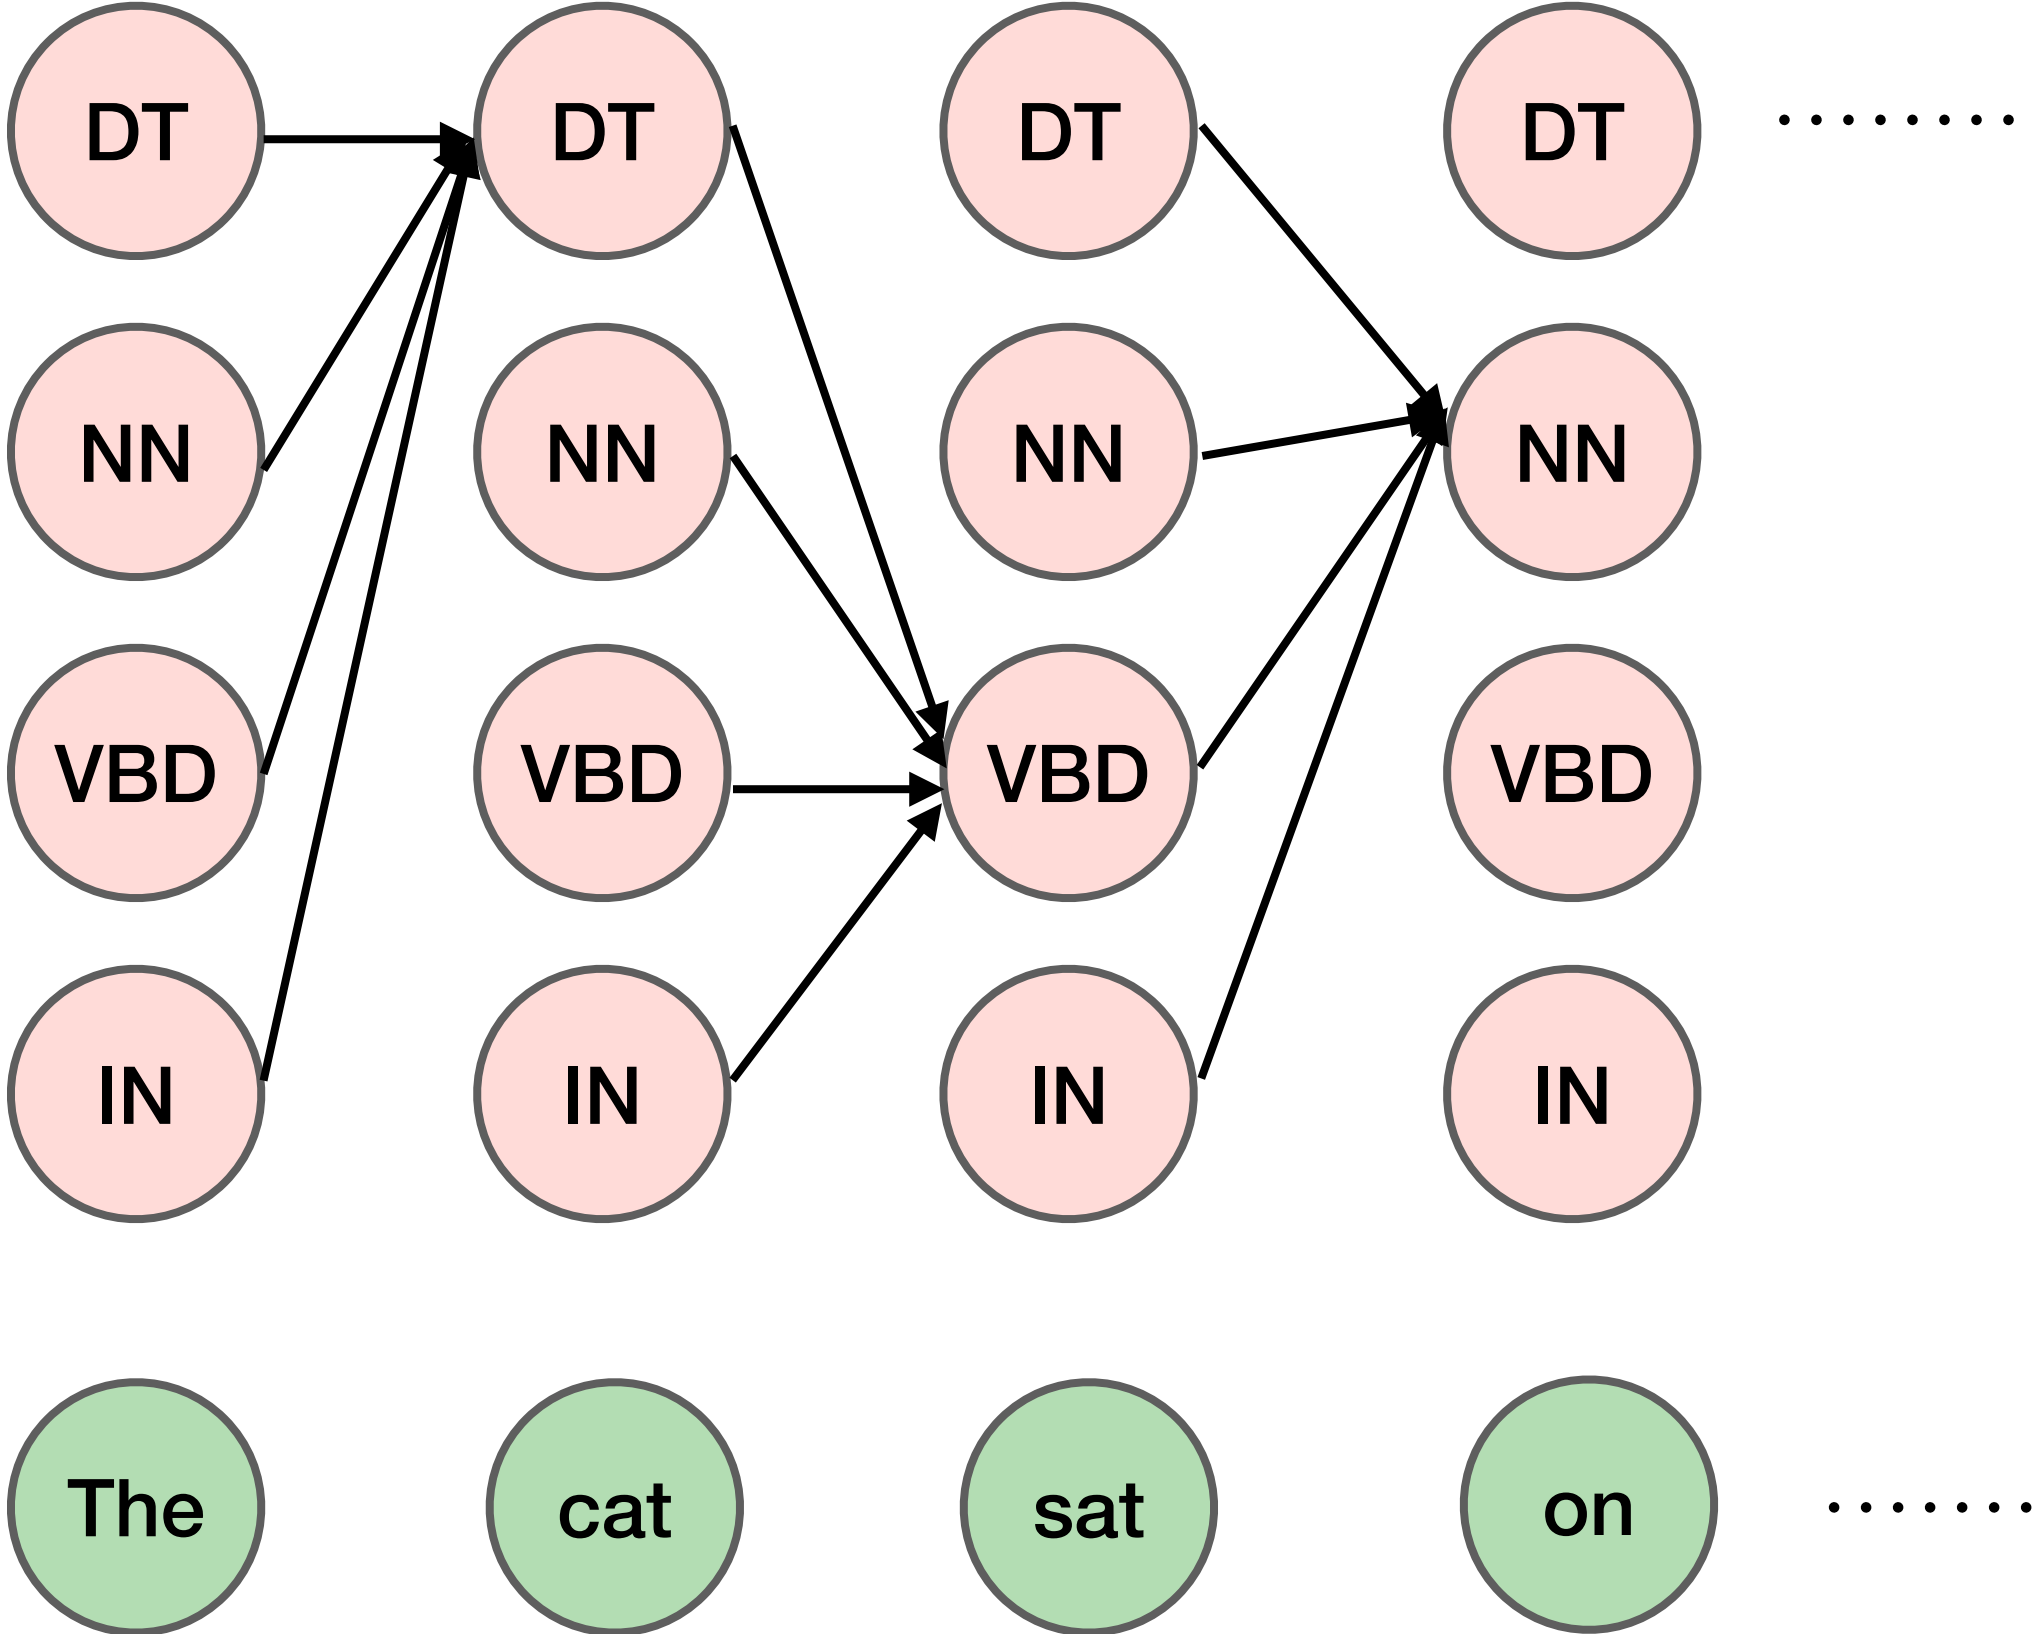 DT DT DT DT
NN NN NN NN
VBD VBD VBD VBD
IN IN IN IN
The cat sat on